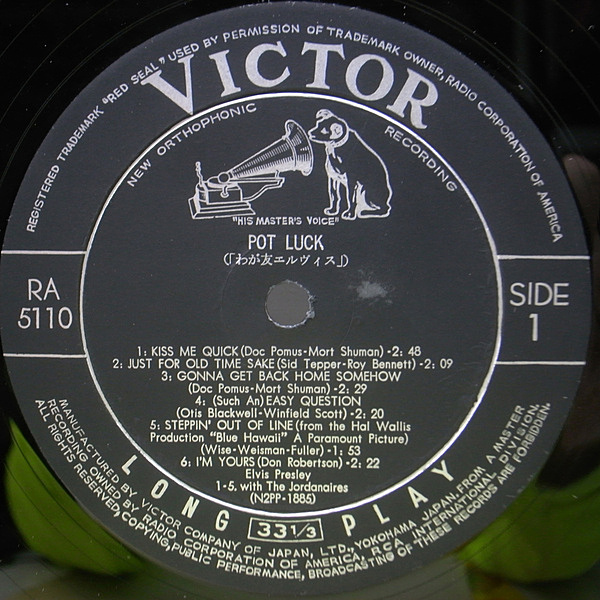 REGISTERED TRADEMARK "RED SEAL" USED BY PERMISSION OF TRADEMARK OWNER, RADIO CORPORATION OF AMERICA
VICTOR
NEW ORTHOPHONIC RECORDING
"HIS MASTER'S VOICE"
POT LUCK
(「わが友エルヴィス」)
RA
5110
SIDE
1
1: KISS ME QUICK (Doc Pomus-Mort Shuman) -2: 48
2: JUST FOR OLD TIME SAKE (Sid Tepper-Roy Bennett) -2: 09
3: GONNA GET BACK HOME SOMEHOW
(Doc Pomus-Mort Shuman) -2: 29
4: (Such An) EASY QUESTION
(Otis Blackwell-Winfield Scott) -2: 20
5: STEPPIN' OUT OF LINE (from the Hal Wallis
Production "Blue Hawaii" A Paramount Picture)
(Wise-Weisman-Fuller) -1: 53
6: I'M YOURS (Don Robertson) -2: 22
Elvis Presley
1-5. with The Jordanaires
(N2PP-1885)
LONG 33 1/3 PLAY
MANUFACTURED BY VICTOR COMPANY OF JAPAN, LTD., YOKOHAMA JAPAN. FROM A MASTER
RECORDING OWNED BY RADIO CORPORATION OF AMERICA, RCA INTERNATIONAL DIVISION.
ALL RIGHTS RESERVED, COPYING, PUBLIC PERFORMANCE, BROADCASTING OF THESE RECORDS ARE FORBIDDEN.